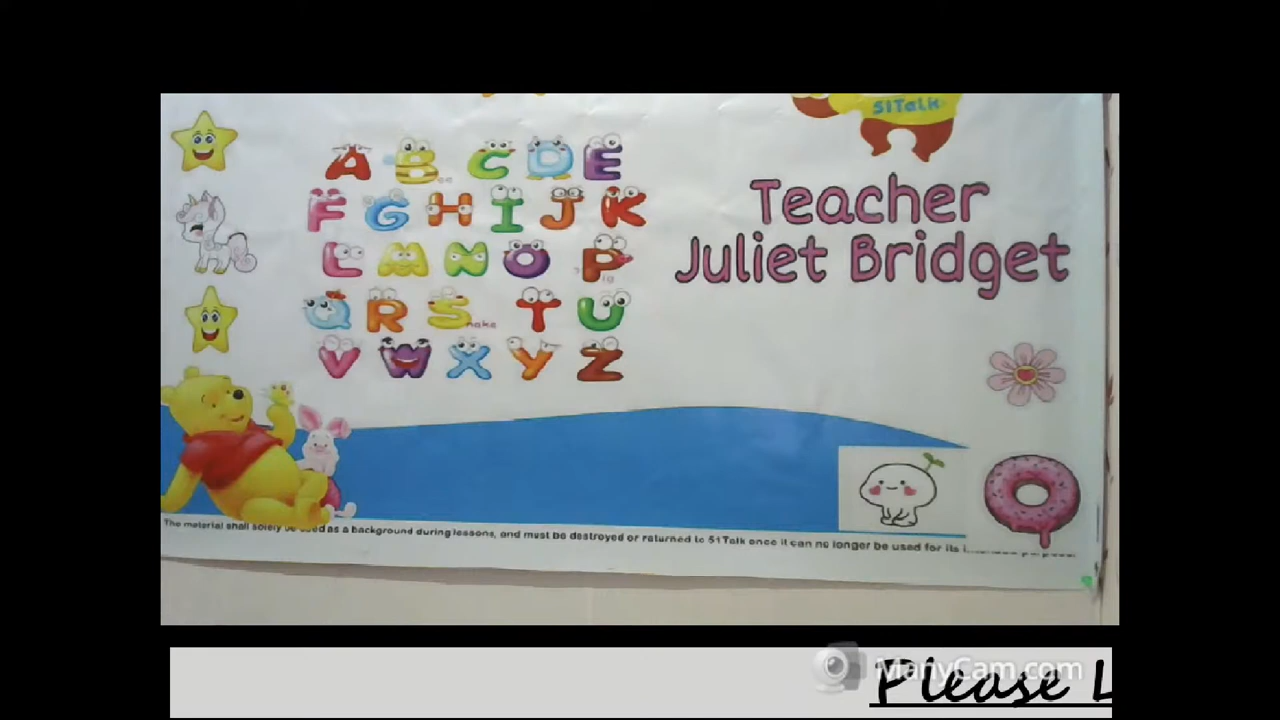 51Talk
Teacher
Juliet Bridget
A B C D E
F G H I J K
L M N O P
Q R S T U
V W X Y Z
The material shall solely be used as a background during lessons, and must be destroyed or returned to 51Talk once it can no longer be used for its
ManyCam.com
Please L